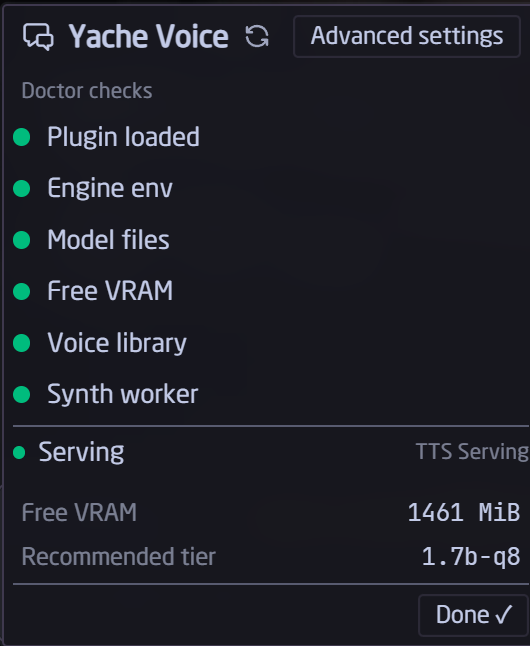 Yache Voice Advanced settings
Doctor checks
Plugin loaded
Engine env
Model files
Free VRAM
Voice library
Synth worker
Serving TTS Serving
Free VRAM 1461 MiB
Recommended tier 1.7b-q8
Done ✓